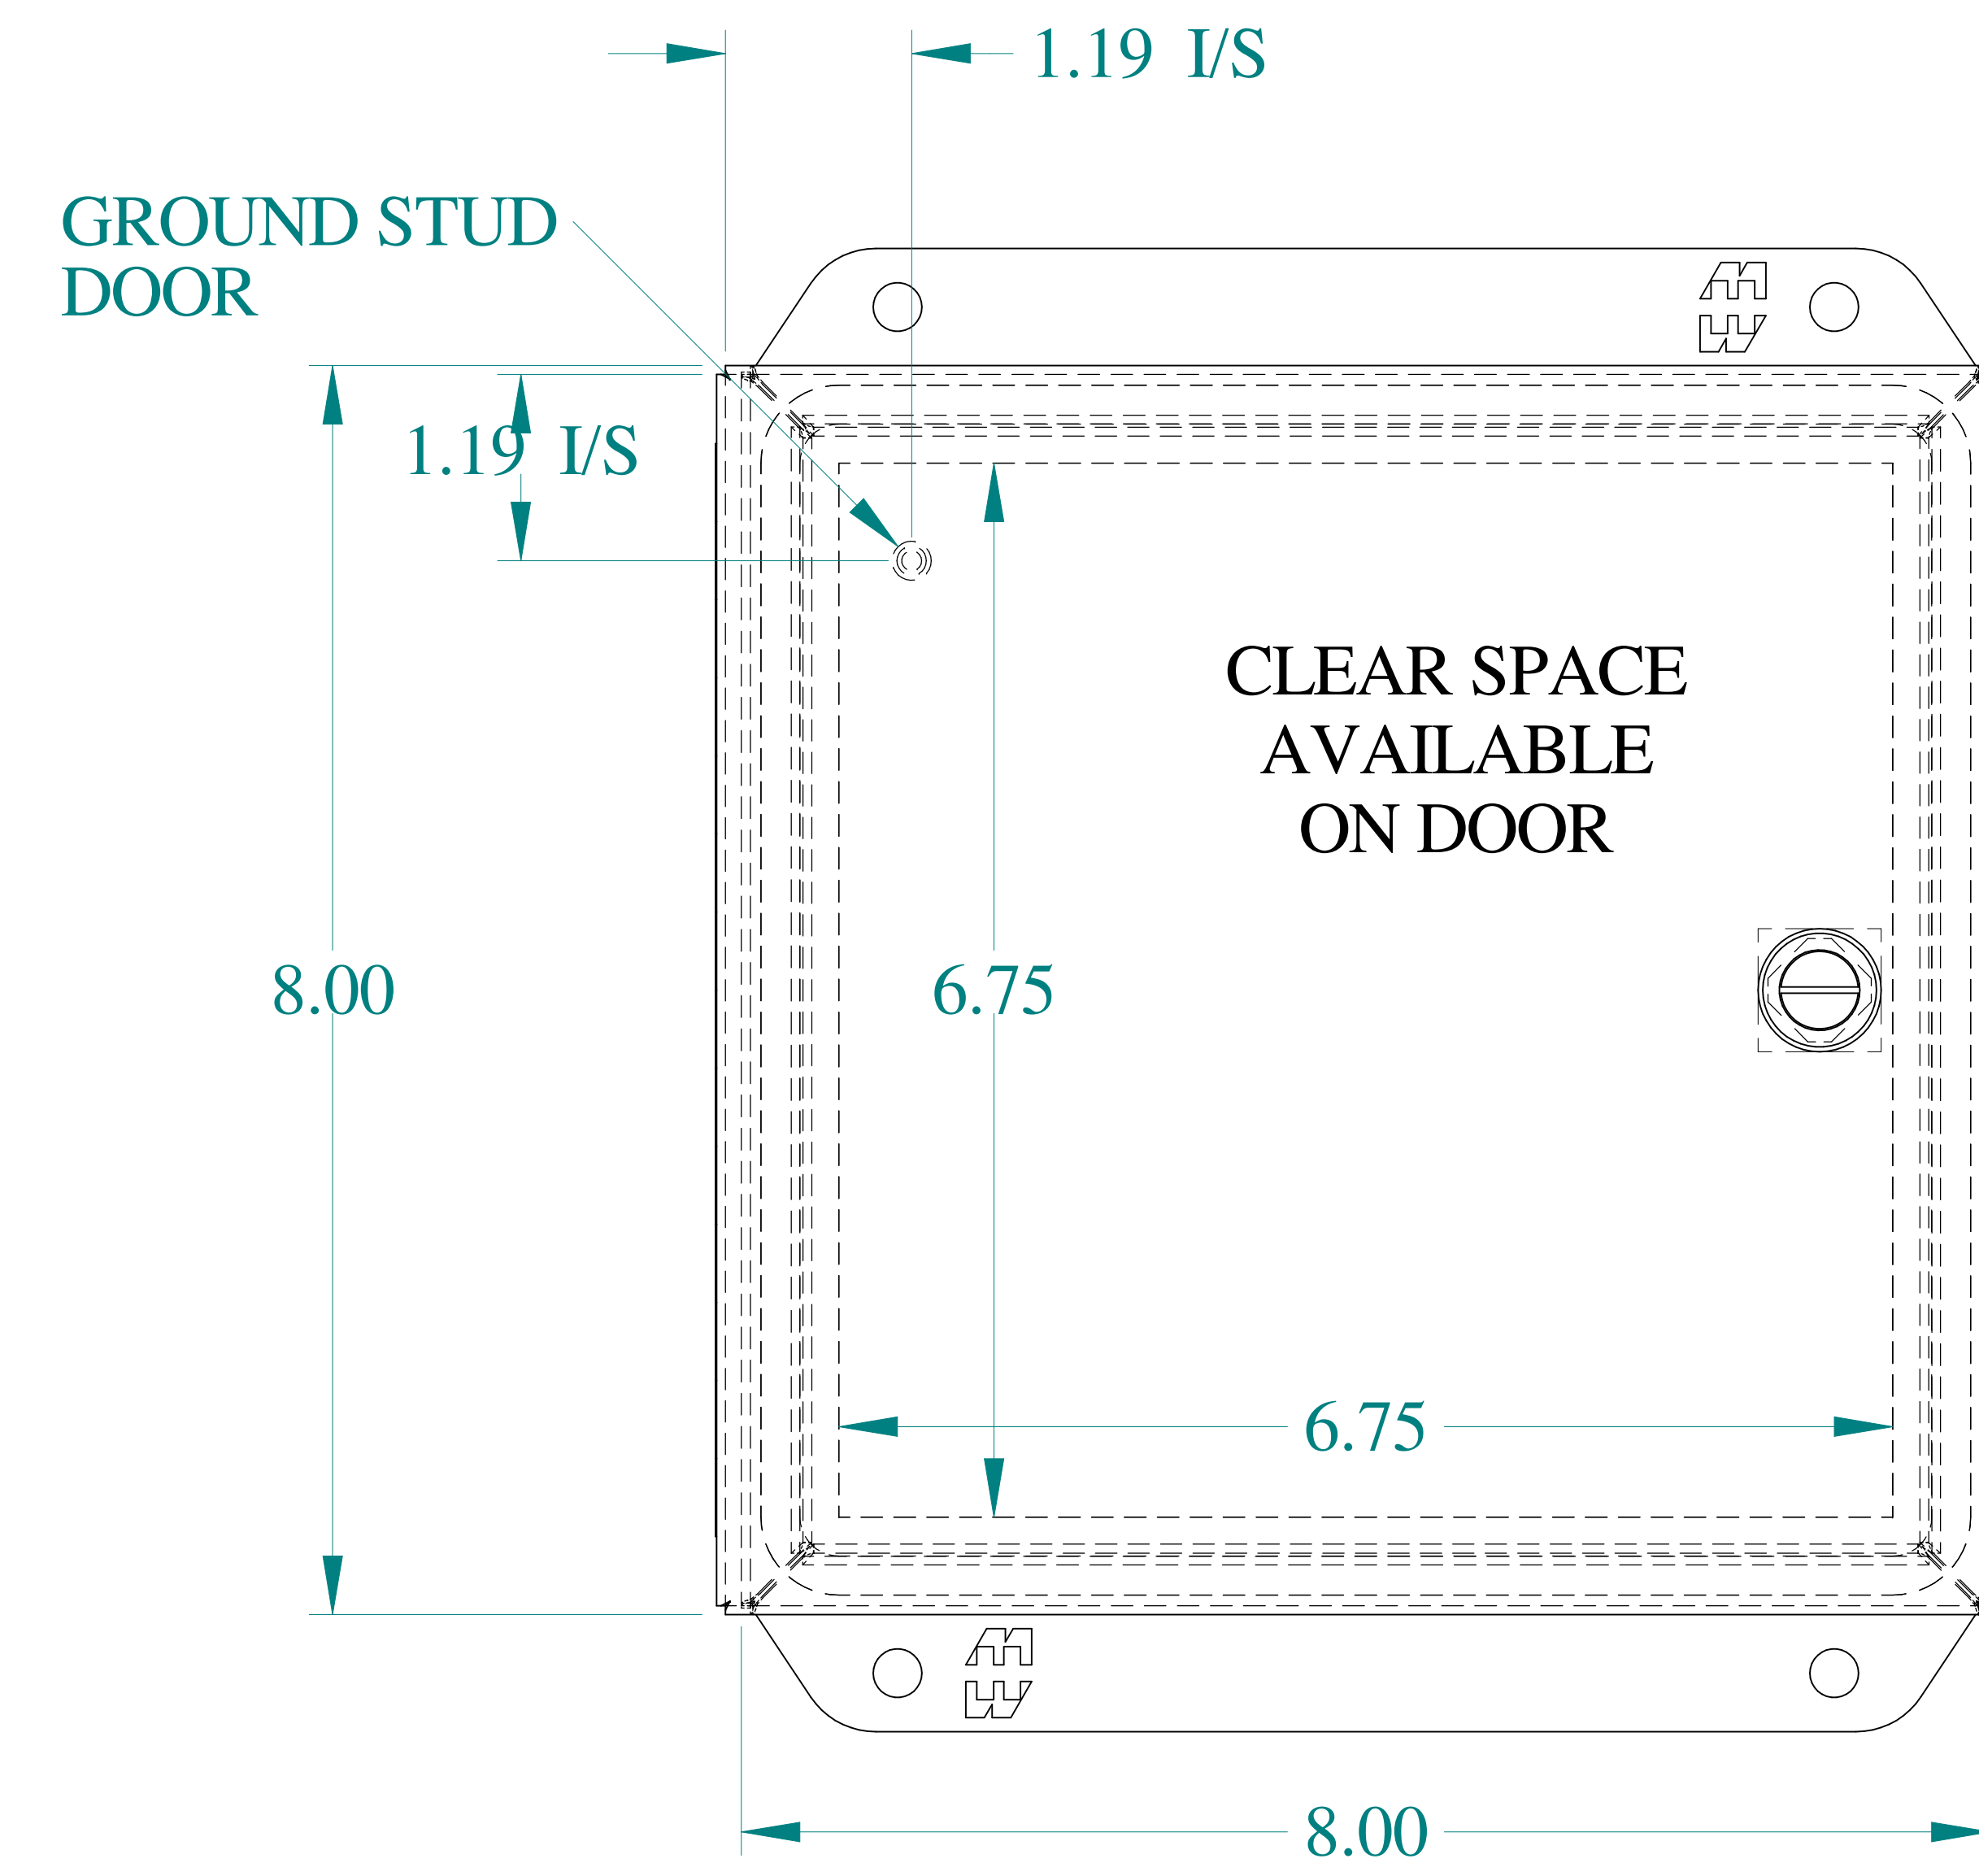 1.19 I/S
GROUND STUD
DOOR
1.19 I/S
CLEAR SPACE
AVAILABLE
ON DOOR
8.00
6.75
6.75
8.00